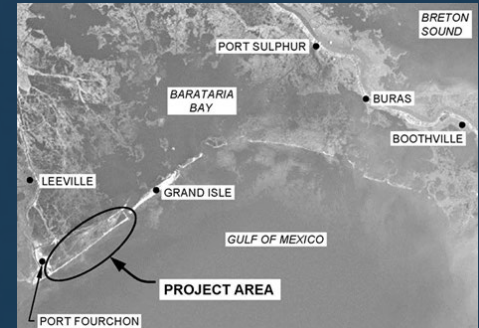 BRETON
SOUND
PORT SULPHUR
BARATARIA
BAY
BURAS
BOOTHVILLE
LEEVILLE
GRAND ISLE
GULF OF MEXICO
PROJECT AREA
PORT FOURCHON